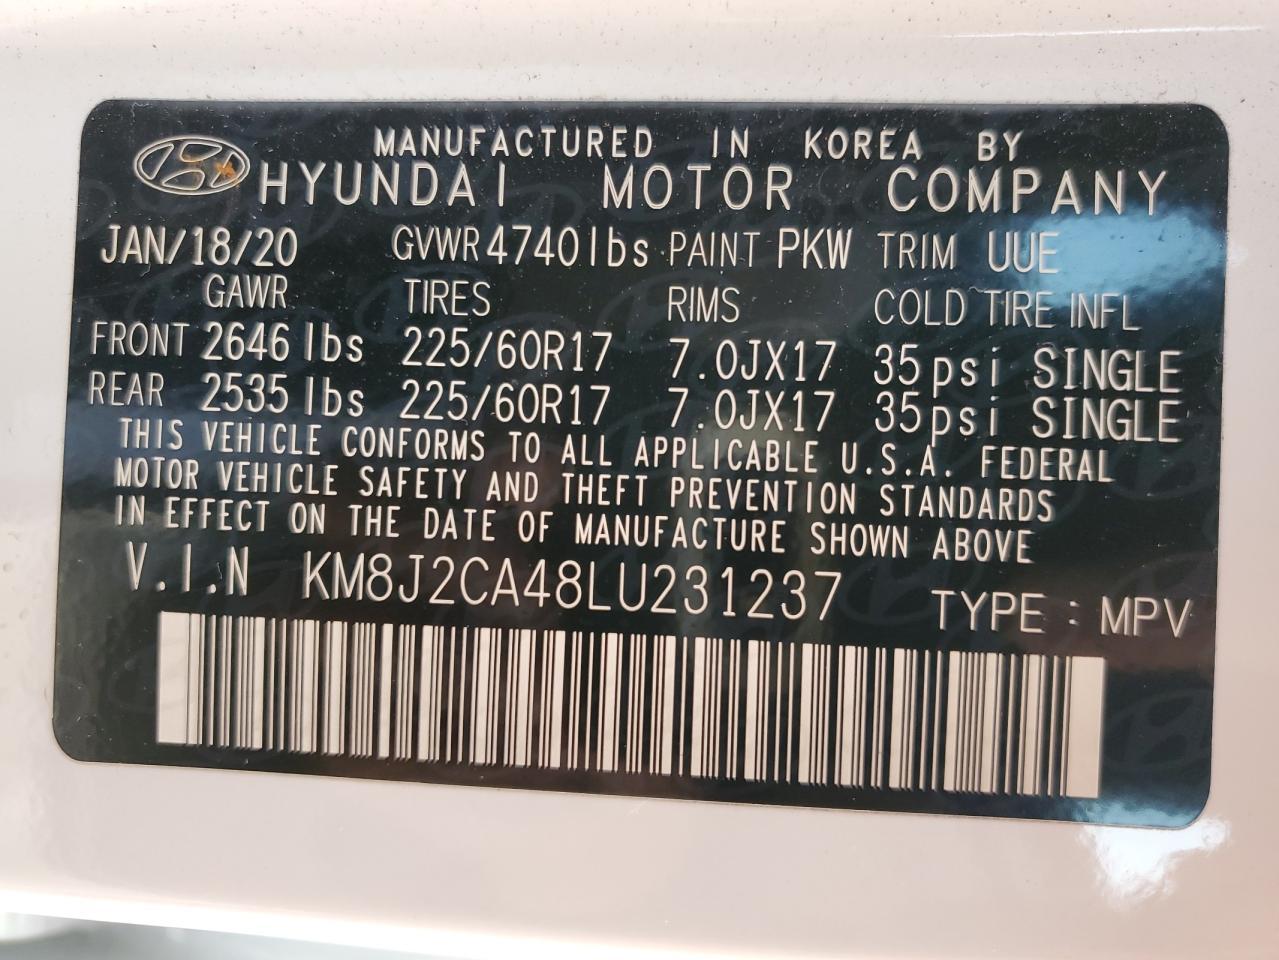 MANUFACTURED IN KOREA BY
HYUNDAI MOTOR COMPANY
JAN/18/20 GVWR 4740lbs PAINT PKW TRIM UUE
GAWR TIRES RIMS COLD TIRE INFL
FRONT 2646 lbs 225/60R17 7.0JX17 35psi SINGLE
REAR 2535 lbs 225/60R17 7.0JX17 35psi SINGLE
THIS VEHICLE CONFORMS TO ALL APPLICABLE U.S.A. FEDERAL
MOTOR VEHICLE SAFETY AND THEFT PREVENTION STANDARDS
IN EFFECT ON THE DATE OF MANUFACTURE SHOWN ABOVE
V.I.N KM8J2CA48LU231237 TYPE : MPV